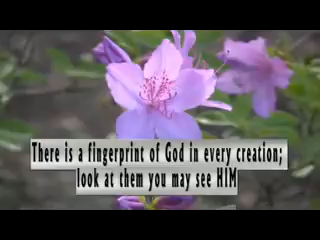 There is a fingerprint of God in every creation;
look at them you may see HIM